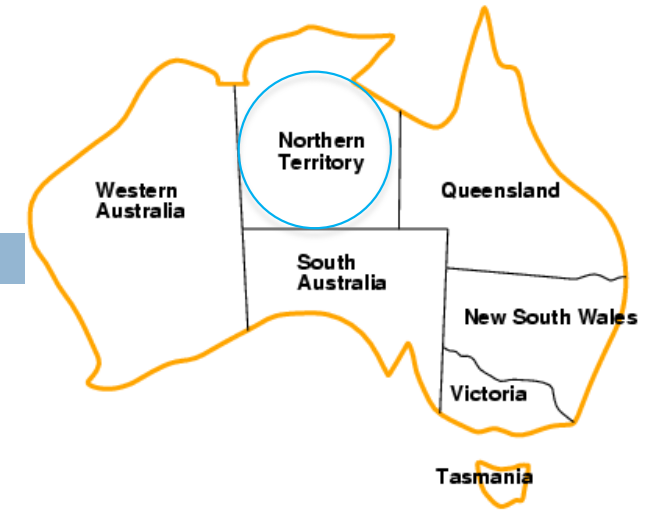 Northern
Territory
Western
Australia
Queensland
South
Australia
New South Wales
Victoria
Tasmania